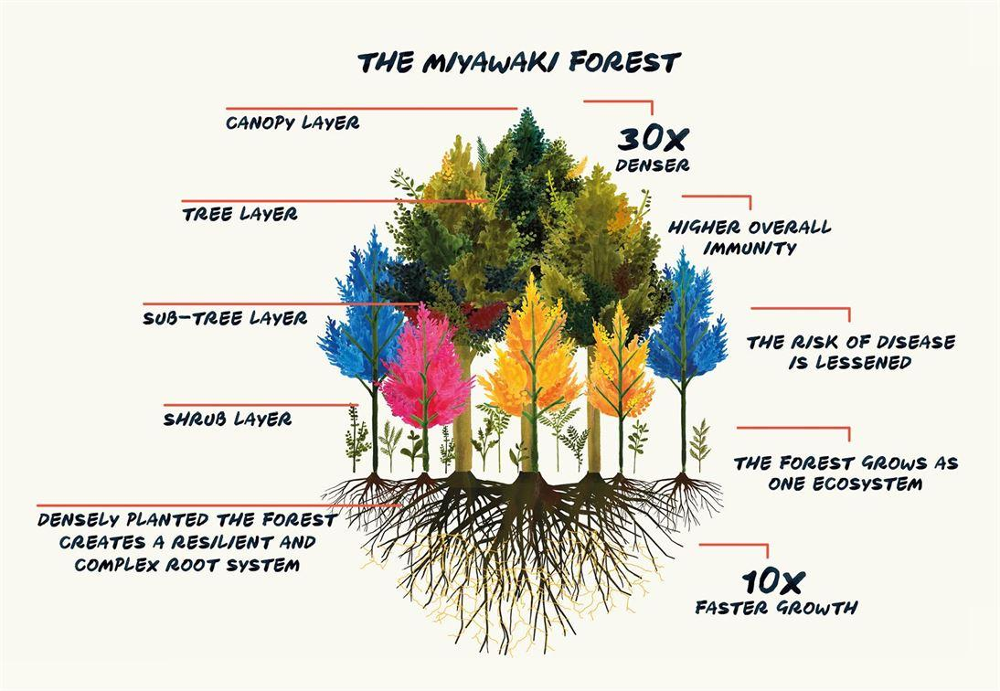 THE MIYAWAKI FOREST
CANOPY LAYER
30X
DENSER
TREE LAYER
HIGHER OVERALL
IMMUNITY
SUB-TREE LAYER
THE RISK OF DISEASE
IS LESSENED
SHRUB LAYER
THE FOREST GROWS AS
ONE ECOSYSTEM
DENSELY PLANTED THE FOREST
CREATES A RESILIENT AND
COMPLEX ROOT SYSTEM
10X
FASTER GROWTH